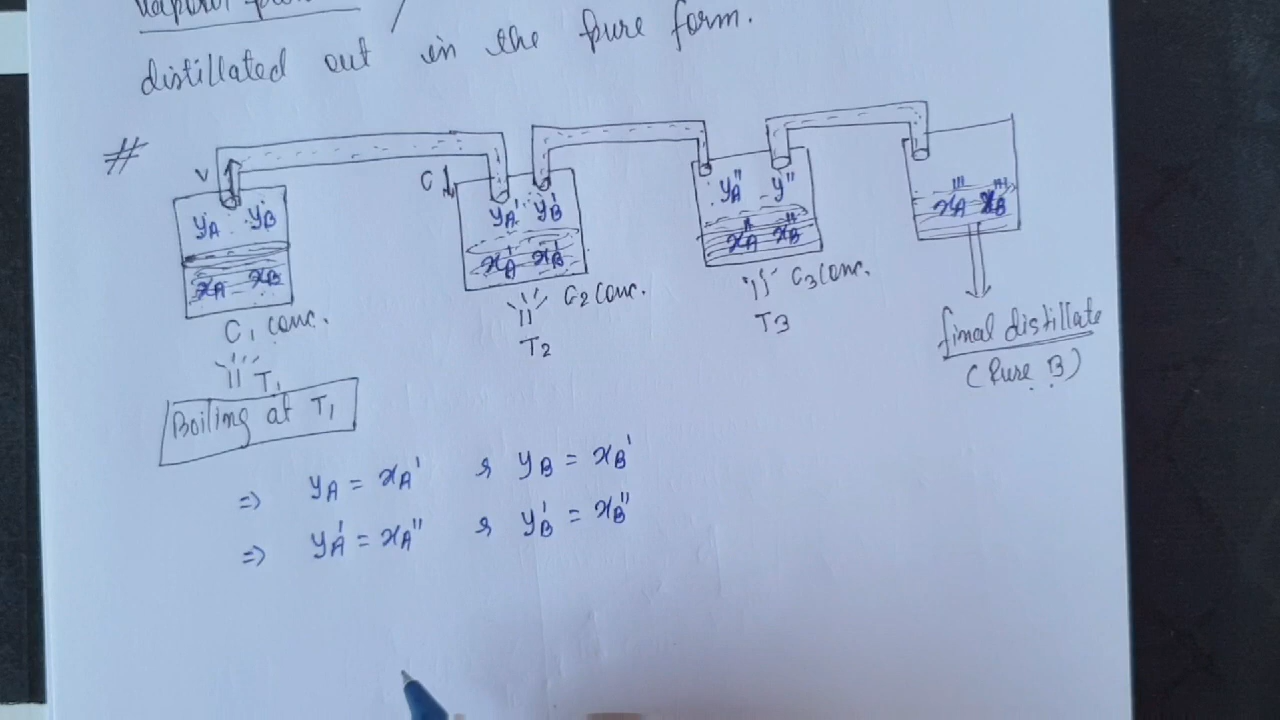 distillated out in the pure form.
#
V
C
yA yB
yA' yB'
yA'' y''
xA xB
xA' xB'
xA'' xB''
xA''' xB'''
C1 conc.
C2 conc.
C3 conc.
T1
T2
T3
final distillate
(Pure B)
Boiling at T1
=> yA = xA' & yB = xB'
=> yA' = xA'' & yB' = xB''